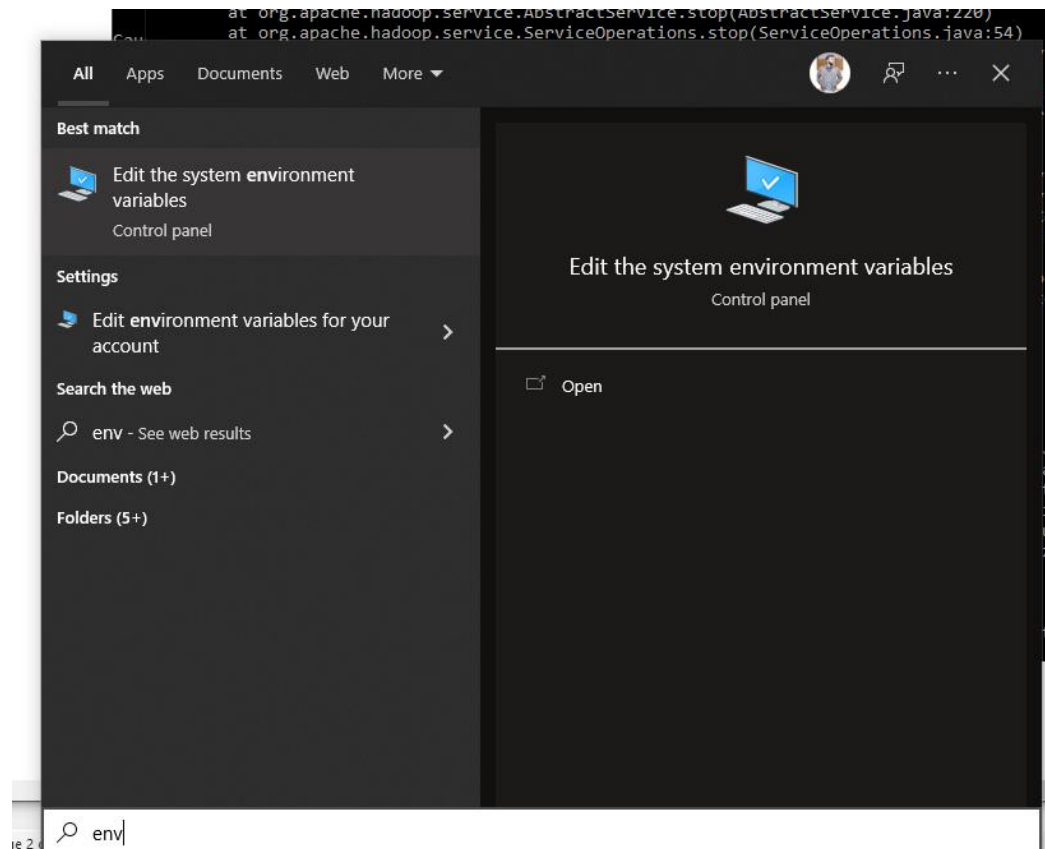 at org.apache.hadoop.service.AbstractService.stop(AbstractService.java:220)
at org.apache.hadoop.service.ServiceOperations.stop(ServiceOperations.java:54)
All Apps Documents Web More
Best match
Edit the system environment
variables
Control panel
Settings
Edit environment variables for your
account
Search the web
env - See web results
Documents (1+)
Folders (5+)
Edit the system environment variables
Control panel
Open
env